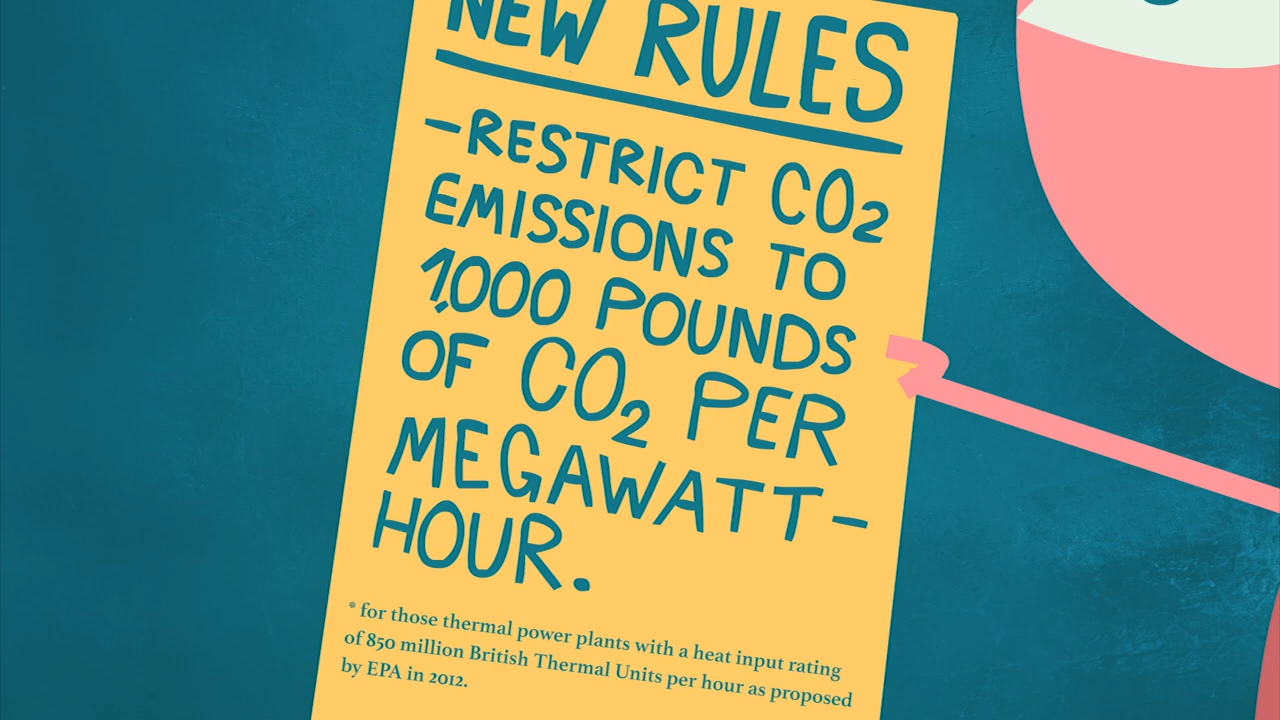 NEW RULES
-RESTRICT CO2
EMISSIONS TO
1,000 POUNDS
OF CO2 PER
MEGAWATT-
HOUR.
* for those thermal power plants with a heat input rating
of 850 million British Thermal Units per hour as proposed
by EPA in 2012.